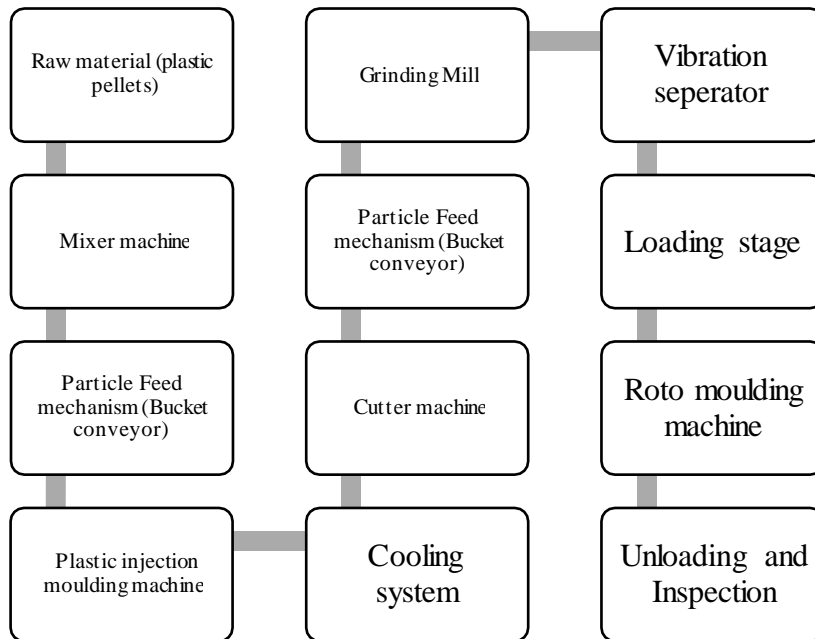 Raw material (plastic
pellets)
Mixer machine
Particle Feed
mechanism (Bucket
conveyor)
Plastic injection
moulding machine
Cooling
system
Cutter machine
Particle Feed
mechanism (Bucket
conveyor)
Grinding Mill
Vibration
seperator
Loading stage
Roto moulding
machine
Unloading and
Inspection